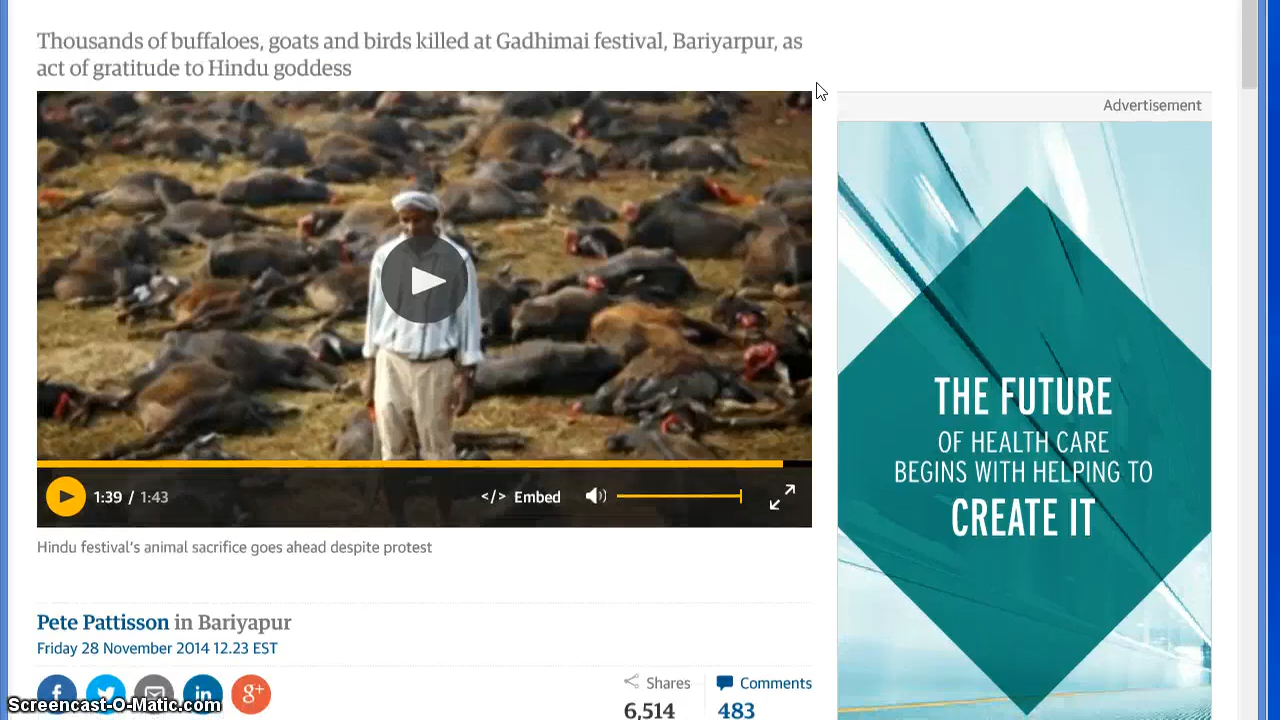 Thousands of buffaloes, goats and birds killed at Gadhimai festival, Bariyarpur, as
act of gratitude to Hindu goddess
Advertisement
THE FUTURE
OF HEALTH CARE
BEGINS WITH HELPING TO
CREATE IT
1:39 / 1:43
</> Embed
Hindu festival's animal sacrifice goes ahead despite protest
Pete Pattisson in Bariyapur
Friday 28 November 2014 12.23 EST
f
in
g+
Shares
6,514
Comments
483
Screencast-O-Matic.com